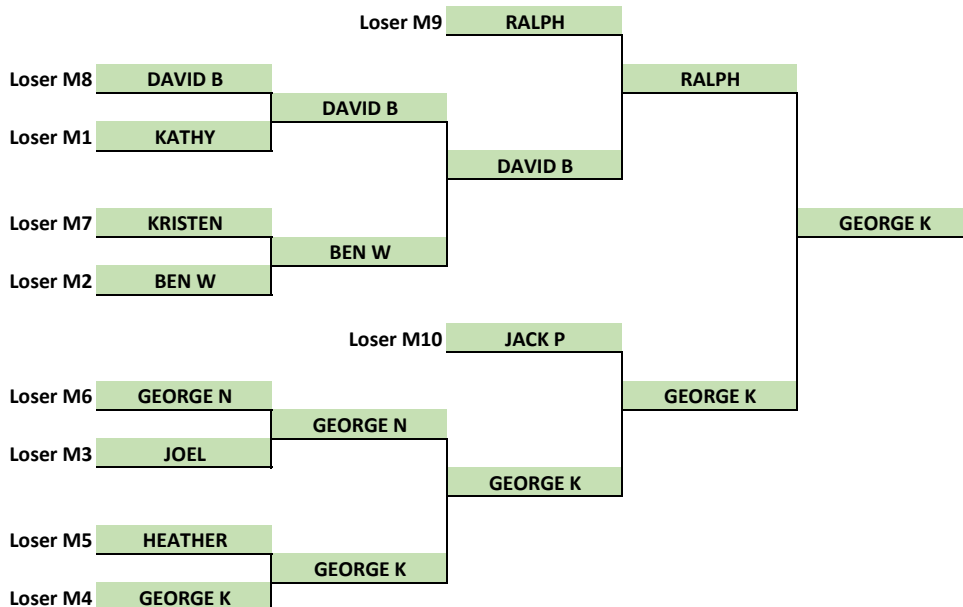 Loser M9 RALPH
Loser M8 DAVID B RALPH
DAVID B
Loser M1 KATHY
DAVID B
Loser M7 KRISTEN GEORGE K
BEN W
Loser M2 BEN W
Loser M10 JACK P
Loser M6 GEORGE N GEORGE K
GEORGE N
Loser M3 JOEL
GEORGE K
Loser M5 HEATHER
GEORGE K
Loser M4 GEORGE K